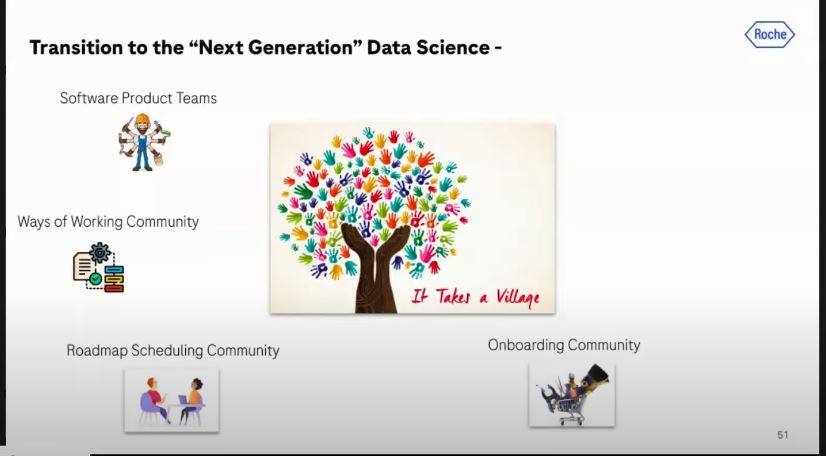 Transition to the “Next Generation” Data Science -
Roche
Software Product Teams
Ways of Working Community
It Takes a Village
Roadmap Scheduling Community
Onboarding Community
51